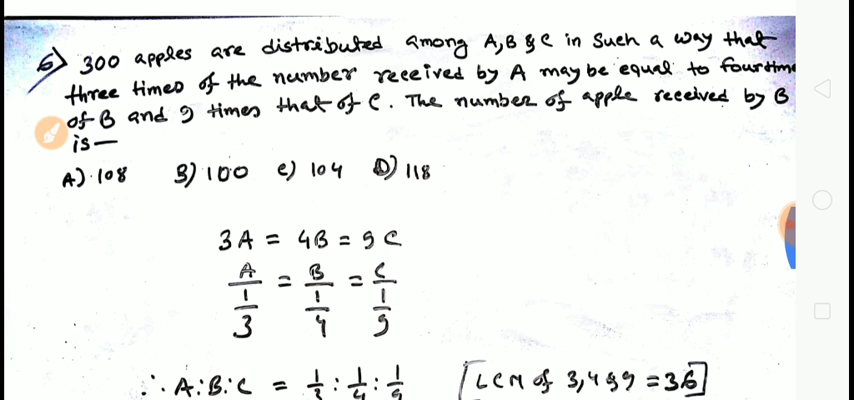 6) 300 apples are distributed among A, B & C in such a way that
three times of the number received by A may be equal to four time
of B and 9 times that of C. The number of apple received by B
is—
A) 108 B) 100 C) 104 D) 118
3A = 4B = 9C
A/(1/3) = B/(1/4) = C/(1/9)
∴ A:B:C = 1/3 : 1/4 : 1/9 [LCM of 3,4 & 9 = 36]